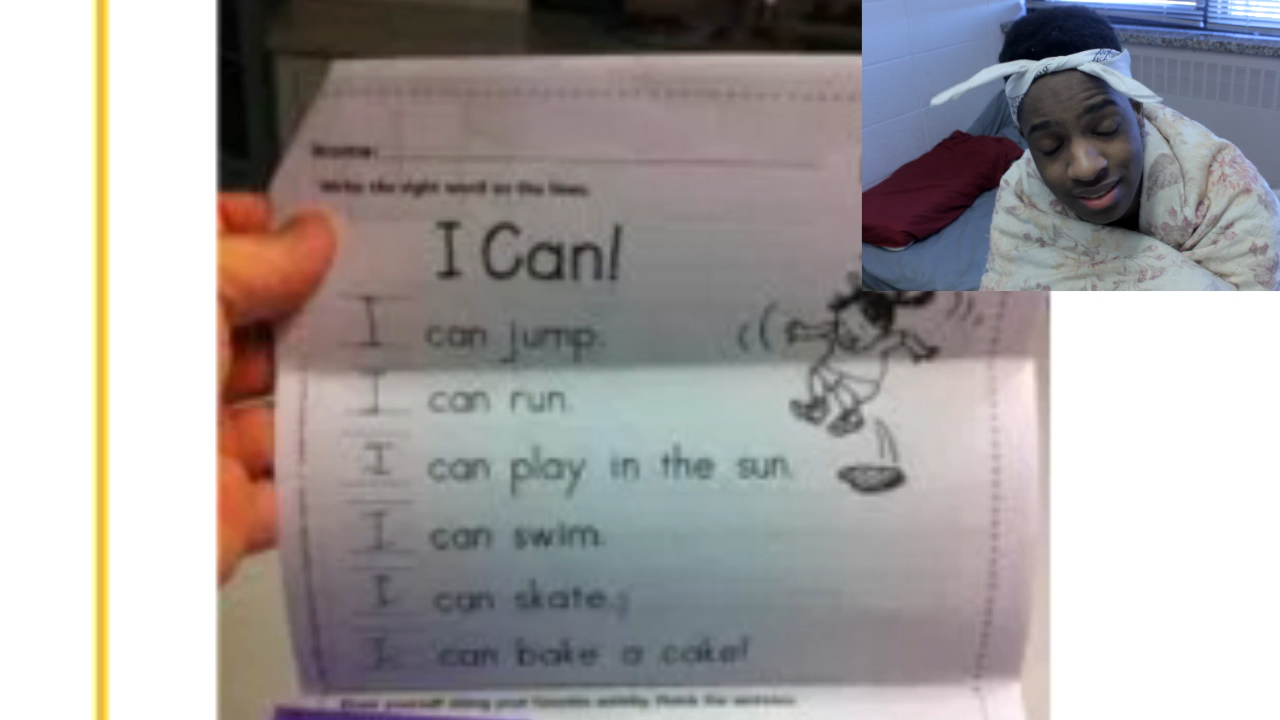 Name:
Write the right word on the lines.
I Can!
I can jump.
I can run.
I can play in the sun.
I can swim.
I can skate.
I can bake a cake!